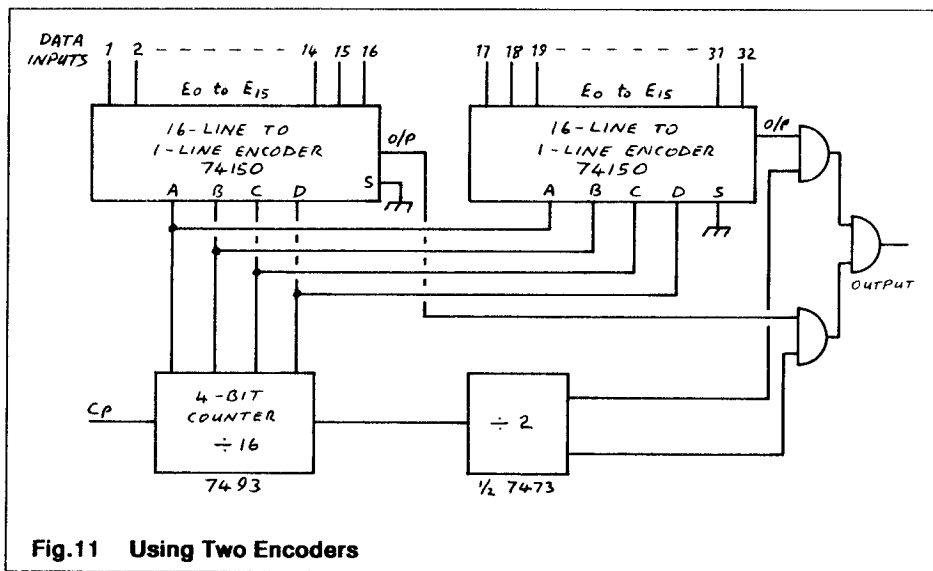 DATA INPUTS 1 2 - - - - - - - 14 15 16
17 18 19 - - - - - - - 31 32
E0 to E15
16-LINE TO
1-LINE ENCODER
74150
A B C D
S
O/P
E0 to E15
16-LINE TO
1-LINE ENCODER
74150
A B C D S
O/P
OUTPUT
CP
4-BIT
COUNTER
÷16
7493
÷2
1/2 7473
Fig.11 Using Two Encoders